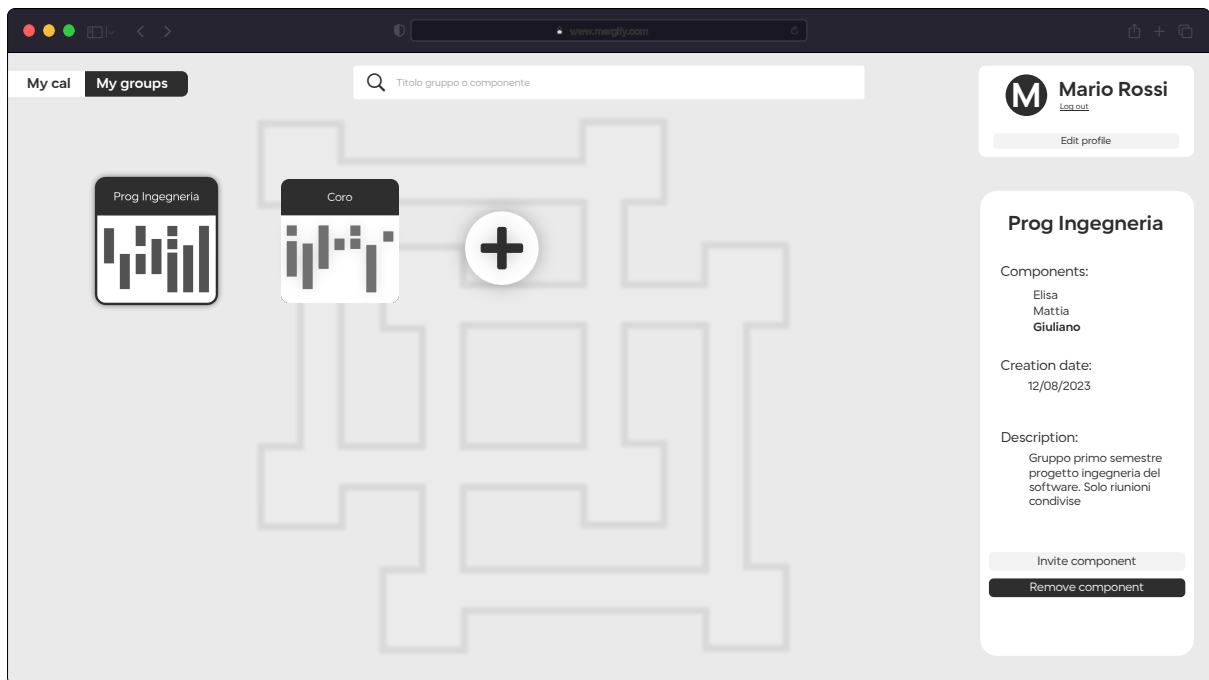 www.mergify.com
My cal
My groups
Titolo gruppo o componente
M
Mario Rossi
Log out
Edit profile
Prog Ingegneria
Coro
Prog Ingegneria
Components:
Elisa
Mattia
Giuliano
Creation date:
12/08/2023
Description:
Gruppo primo semestre
progetto ingegneria del
software. Solo riunioni
condivise
Invite component
Remove component